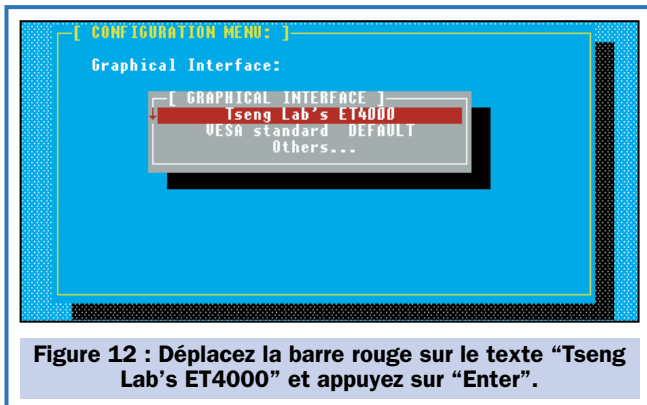 [ CONFIGURATION MENU: ]
Graphical Interface:
[ GRAPHICAL INTERFACE ]
Tseng Lab's ET4000
VESA standard DEFAULT
Others...
Figure 12 : Déplacez la barre rouge sur le texte “Tseng
Lab’s ET4000” et appuyez sur “Enter”.